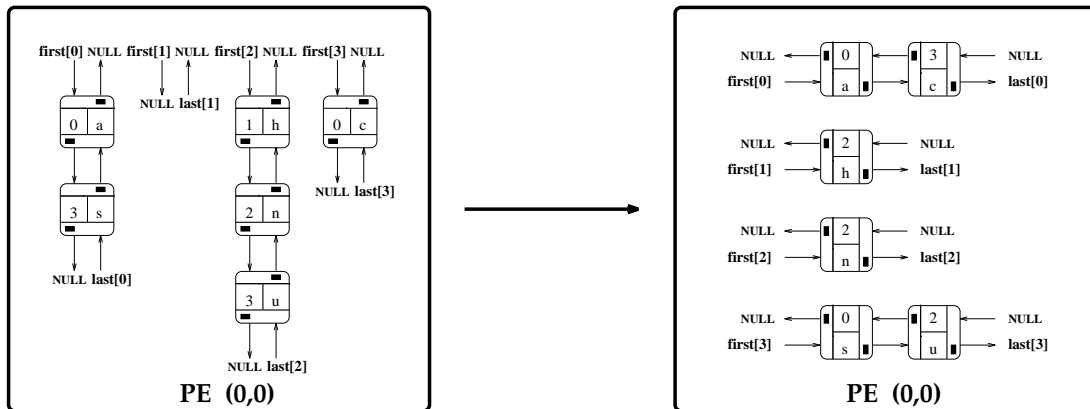 first[0] NULL first[1] NULL first[2] NULL first[3] NULL
NULL last[1]
0 a
1 h
0 c
NULL last[3]
3 s
2 n
NULL last[0]
3 u
NULL last[2]
PE (0,0)
NULL 0 3 NULL
first[0] a c last[0]
NULL 2 NULL
first[1] h last[1]
NULL 2 NULL
first[2] n last[2]
NULL 0 2 NULL
first[3] s u last[3]
PE (0,0)